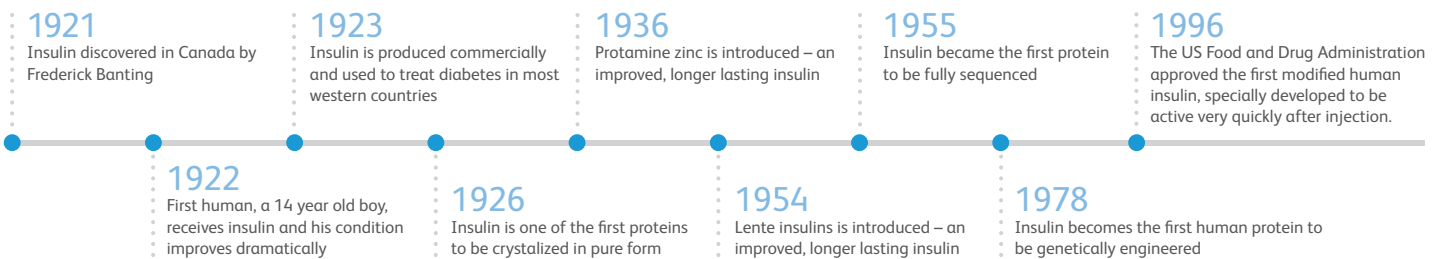 1921
Insulin discovered in Canada by
Frederick Banting
1922
First human, a 14 year old boy,
receives insulin and his condition
improves dramatically
1923
Insulin is produced commercially
and used to treat diabetes in most
western countries
1926
Insulin is one of the first proteins
to be crystalized in pure form
1936
Protamine zinc is introduced – an
improved, longer lasting insulin
1954
Lente insulins is introduced – an
improved, longer lasting insulin
1955
Insulin became the first protein
to be fully sequenced
1978
Insulin becomes the first human protein to
be genetically engineered
1996
The US Food and Drug Administration
approved the first modified human
insulin, specially developed to be
active very quickly after injection.